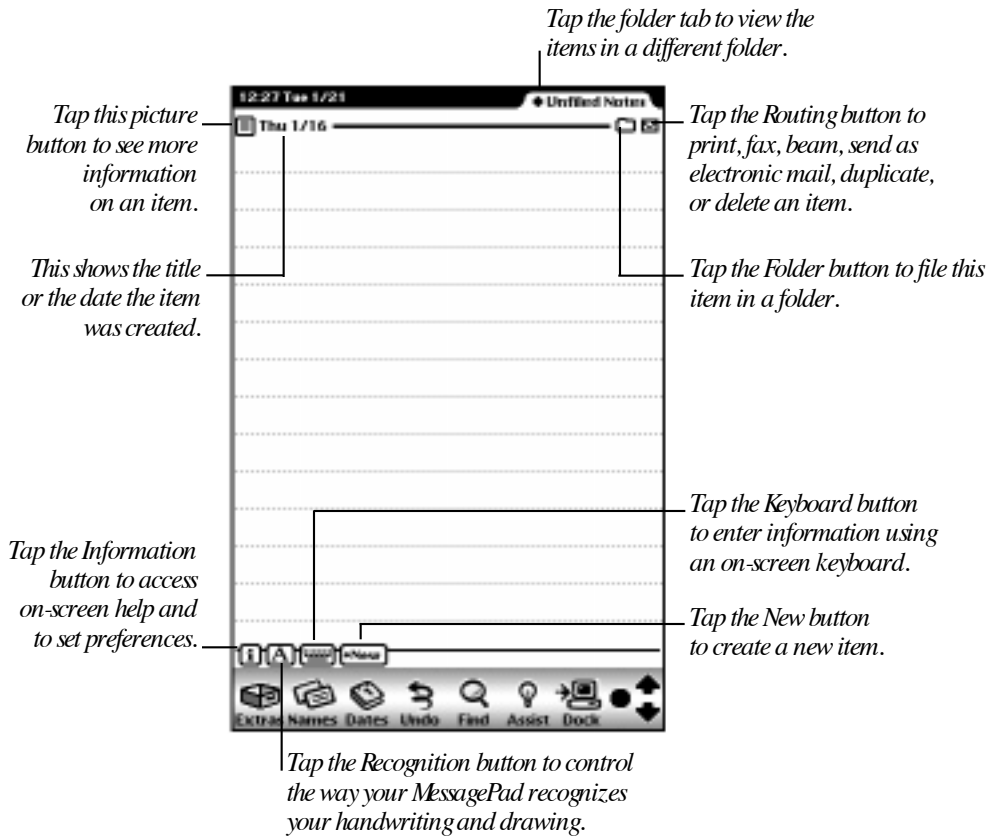 Tap the folder tab to view the
items in a different folder.
12:27 Tue 1/21
Unfiled Notes
Tap this picture
button to see more
information
on an item.
Thu 1/16
Tap the Routing button to
print, fax, beam, send as
electronic mail, duplicate,
or delete an item.
This shows the title
or the date the item
was created.
Tap the Folder button to file this
item in a folder.
Tap the Keyboard button
to enter information using
an on-screen keyboard.
Tap the Information
button to access
on-screen help and
to set preferences.
Tap the New button
to create a new item.
i A New
Extras Names Dates Undo Find Assist Dock
Tap the Recognition button to control
the way your MessagePad recognizes
your handwriting and drawing.